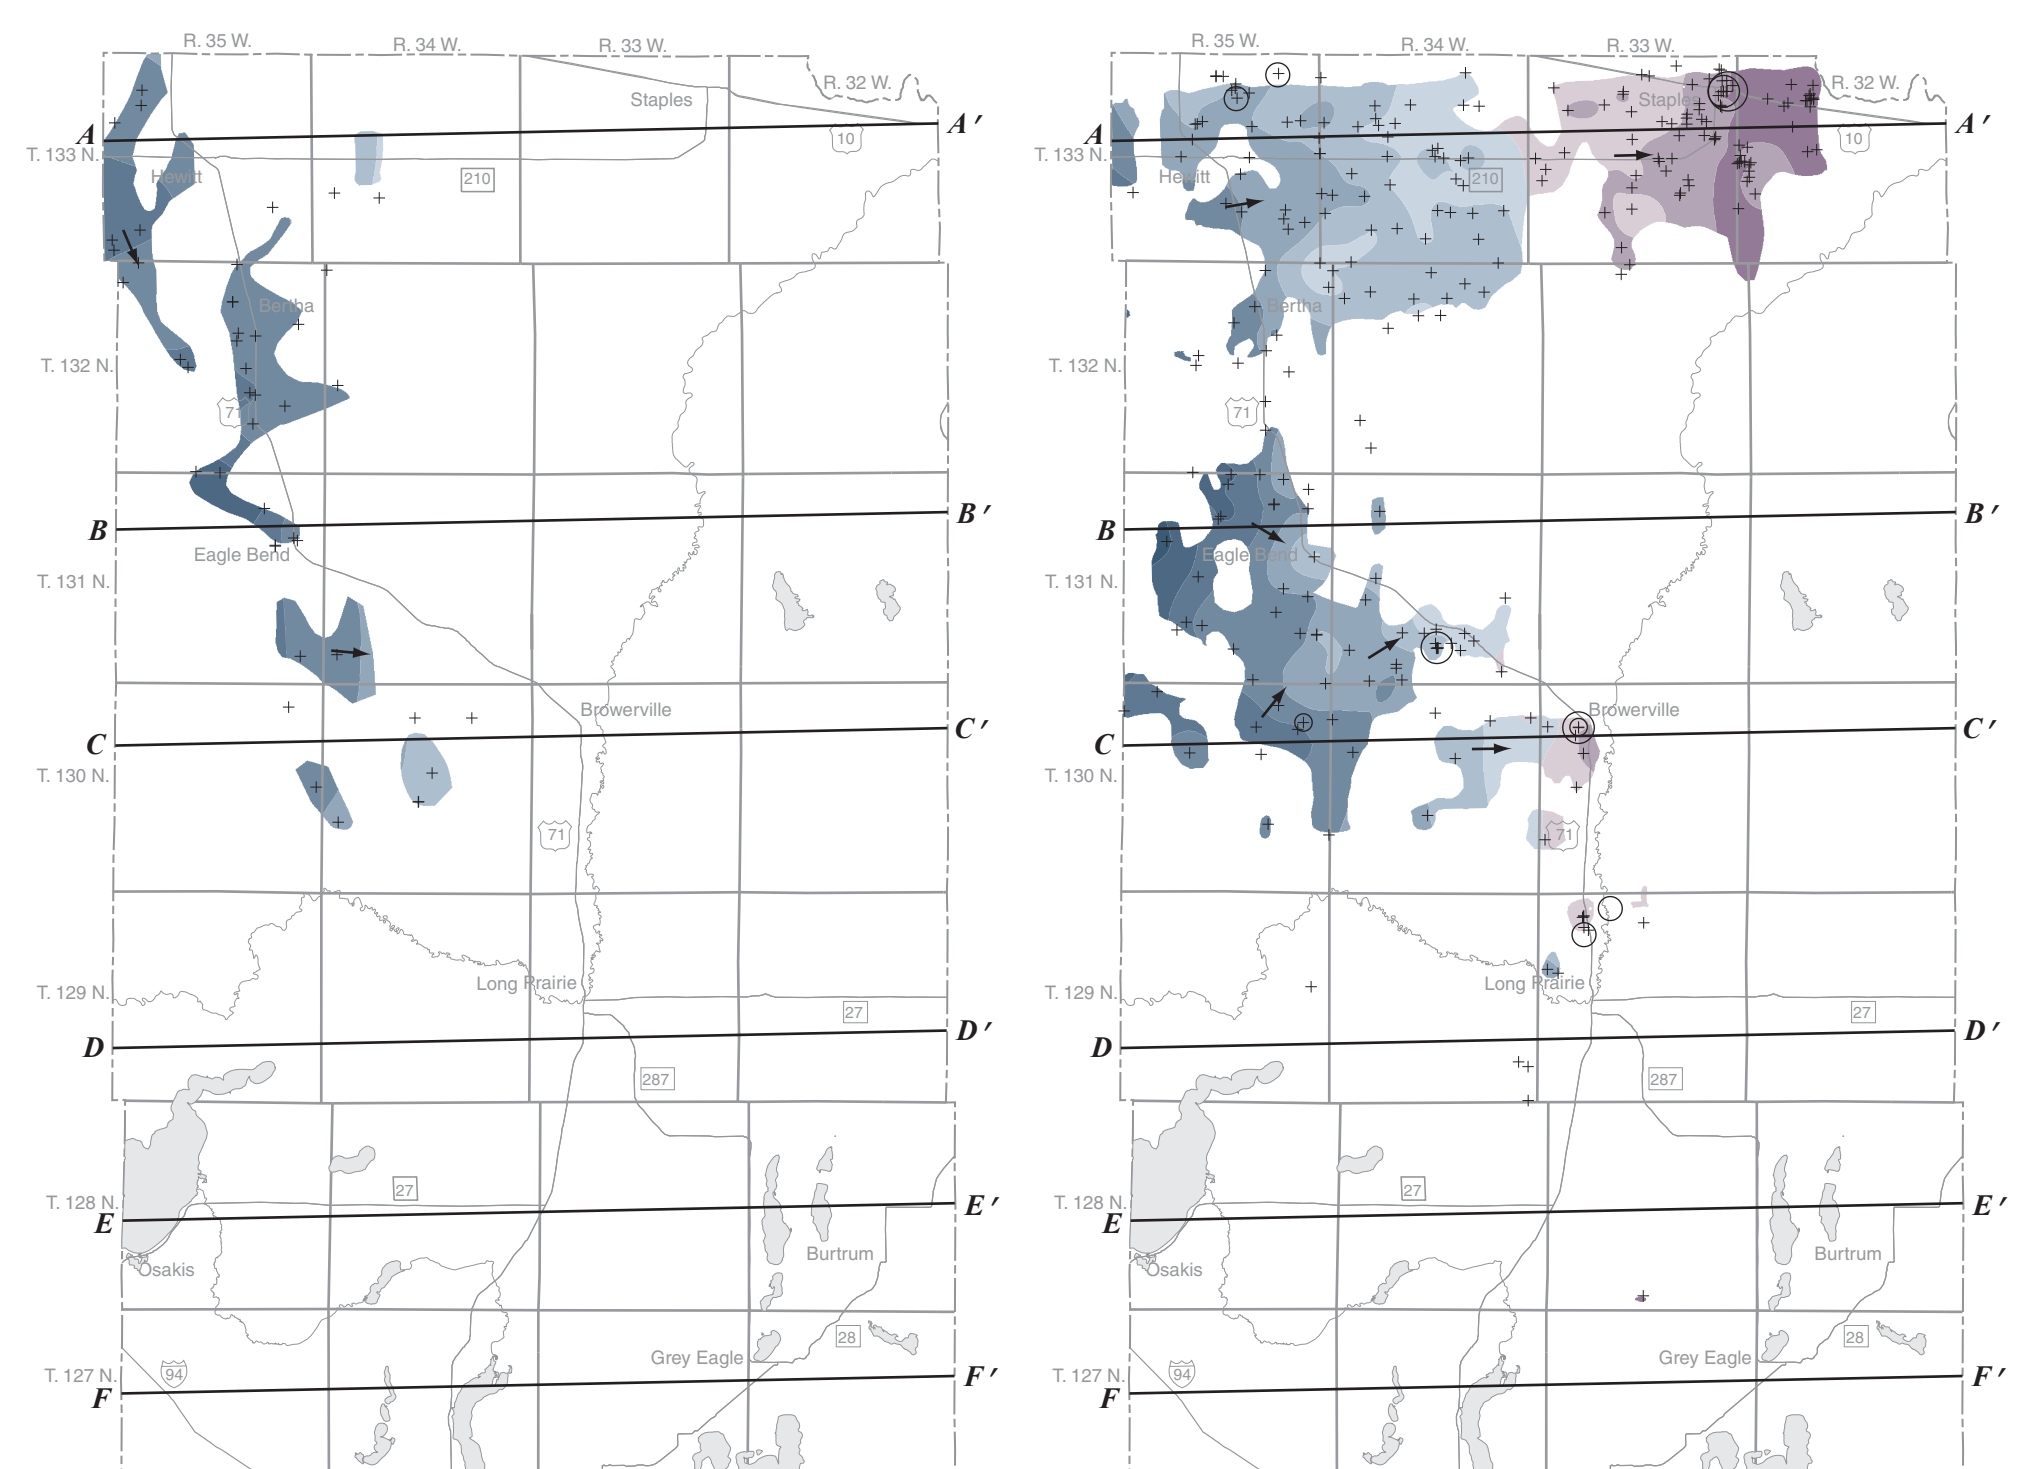 R. 35 W.
R. 34 W.
R. 33 W.
R. 32 W.
Staples
A
A′
10
T. 133 N.
Hewitt
210
Bertha
T. 132 N.
71
B
B′
Eagle Bend
T. 131 N.
Browerville
C
C′
T. 130 N.
71
Long Prairie
T. 129 N.
27
D
D′
287
27
T. 128 N.
E
E′
Burtrum
Osakis
28
Grey Eagle
94
T. 127 N.
F
F′
R. 35 W.
R. 34 W.
R. 33 W.
R. 32 W.
Staples
A
A′
10
T. 133 N.
Hewitt
210
Bertha
T. 132 N.
71
B
B′
Eagle Bend
T. 131 N.
Browerville
C
C′
T. 130 N.
71
Long Prairie
T. 129 N.
27
D
D′
287
27
T. 128 N.
E
E′
Burtrum
Osakis
28
Grey Eagle
94
T. 127 N.
F
F′